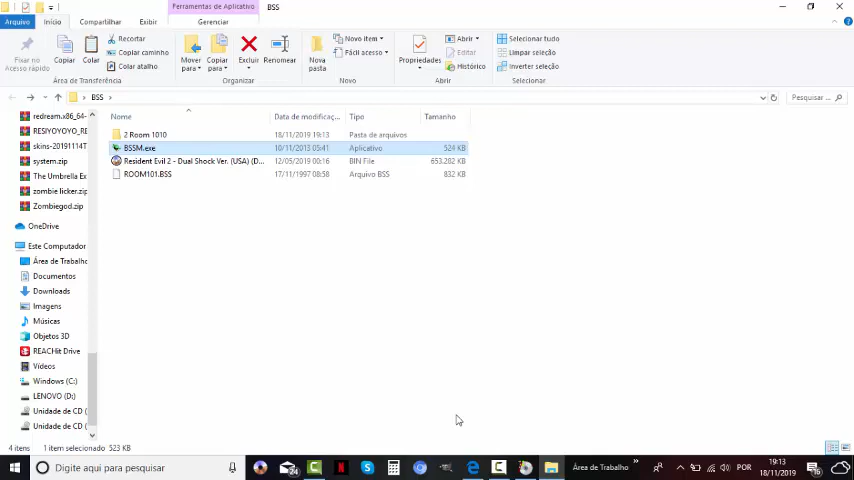 Ferramentas de Aplicativo BSS
Arquivo Início Compartilhar Exibir Gerenciar
Fixar no Acesso rápido
Copiar
Colar
Recortar
Copiar caminho
Colar atalho
Área de Transferência
Mover para
Copiar para
Excluir
Renomear
Organizar
Nova pasta
Novo item
Fácil acesso
Novo
Propriedades
Abrir
Editar
Histórico
Abrir
Selecionar tudo
Limpar seleção
Inverter seleção
Selecionar
BSS
Pesquisar ...
Nome Data de modificaç... Tipo Tamanho
2 Room 1010 18/11/2019 19:13 Pasta de arquivos
BSSM.exe 10/11/2013 05:41 Aplicativo 524 KB
Resident Evil 2 - Dual Shock Ver. (USA) (D... 12/05/2019 00:16 BIN File 653.282 KB
ROOM101.BSS 17/11/1997 08:58 Arquivo BSS 832 KB
redream.x86_64-
RESIYOYOYO_RE
skins-20191114T
system.zip
The Umbrella Ex
zombie licker.zip
Zombiegod.zip
OneDrive
Este Computador
Área de Trabalho
Documentos
Downloads
Imagens
Músicas
Objetos 3D
REACHit Drive
Vídeos
Windows (C:)
LENOVO (D:)
Unidade de CD (
Unidade de CD (
4 itens 1 item selecionado 523 KB
Digite aqui para pesquisar
24
Área de Trabalho
POR
19:13
18/11/2019
16